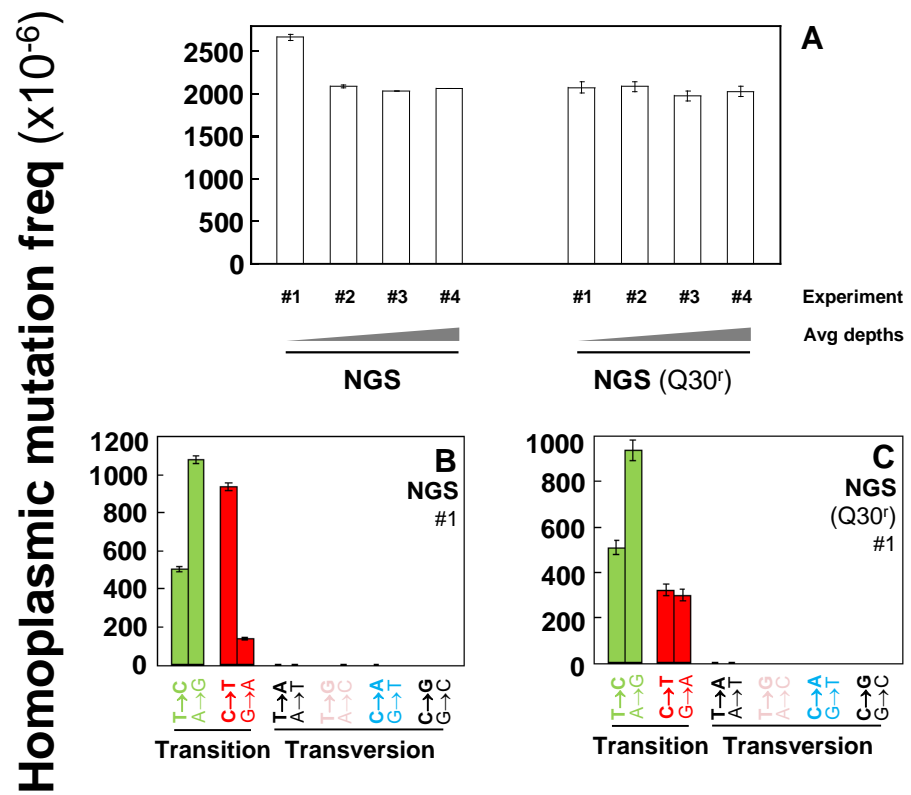 Homoplasmic mutation freq (x10⁻⁶)
A
2500
2000
1500
1000
500
0
#1 #2 #3 #4 #1 #2 #3 #4 Experiment
Avg depths
NGS NGS (Q30ʳ)
B
NGS
#1
1200
1000
800
600
400
200
0
T→C
A→G
C→T
G→A
T→A
A→T
T→G
A→C
C→A
G→T
C→G
G→C
Transition Transversion
C
NGS
(Q30ʳ)
#1
1000
800
600
400
200
0
T→C
A→G
C→T
G→A
T→A
A→T
T→G
A→C
C→A
G→T
C→G
G→C
Transition Transversion